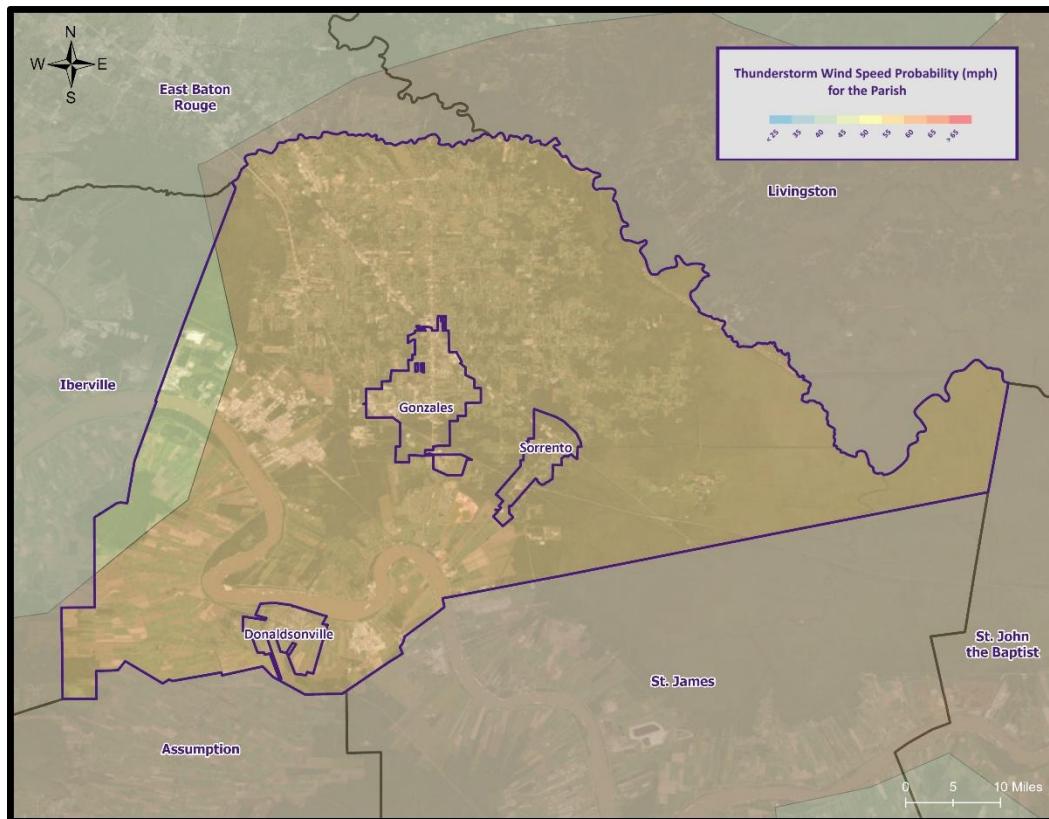 N
W E
S
East Baton
Rouge
Thunderstorm Wind Speed Probability (mph)
for the Parish
< 25 35 40 45 50 55 60 65 > 65
Livingston
Iberville
Gonzales
Sorrento
Donaldsonville
St. John
the Baptist
St. James
Assumption
0 5 10 Miles